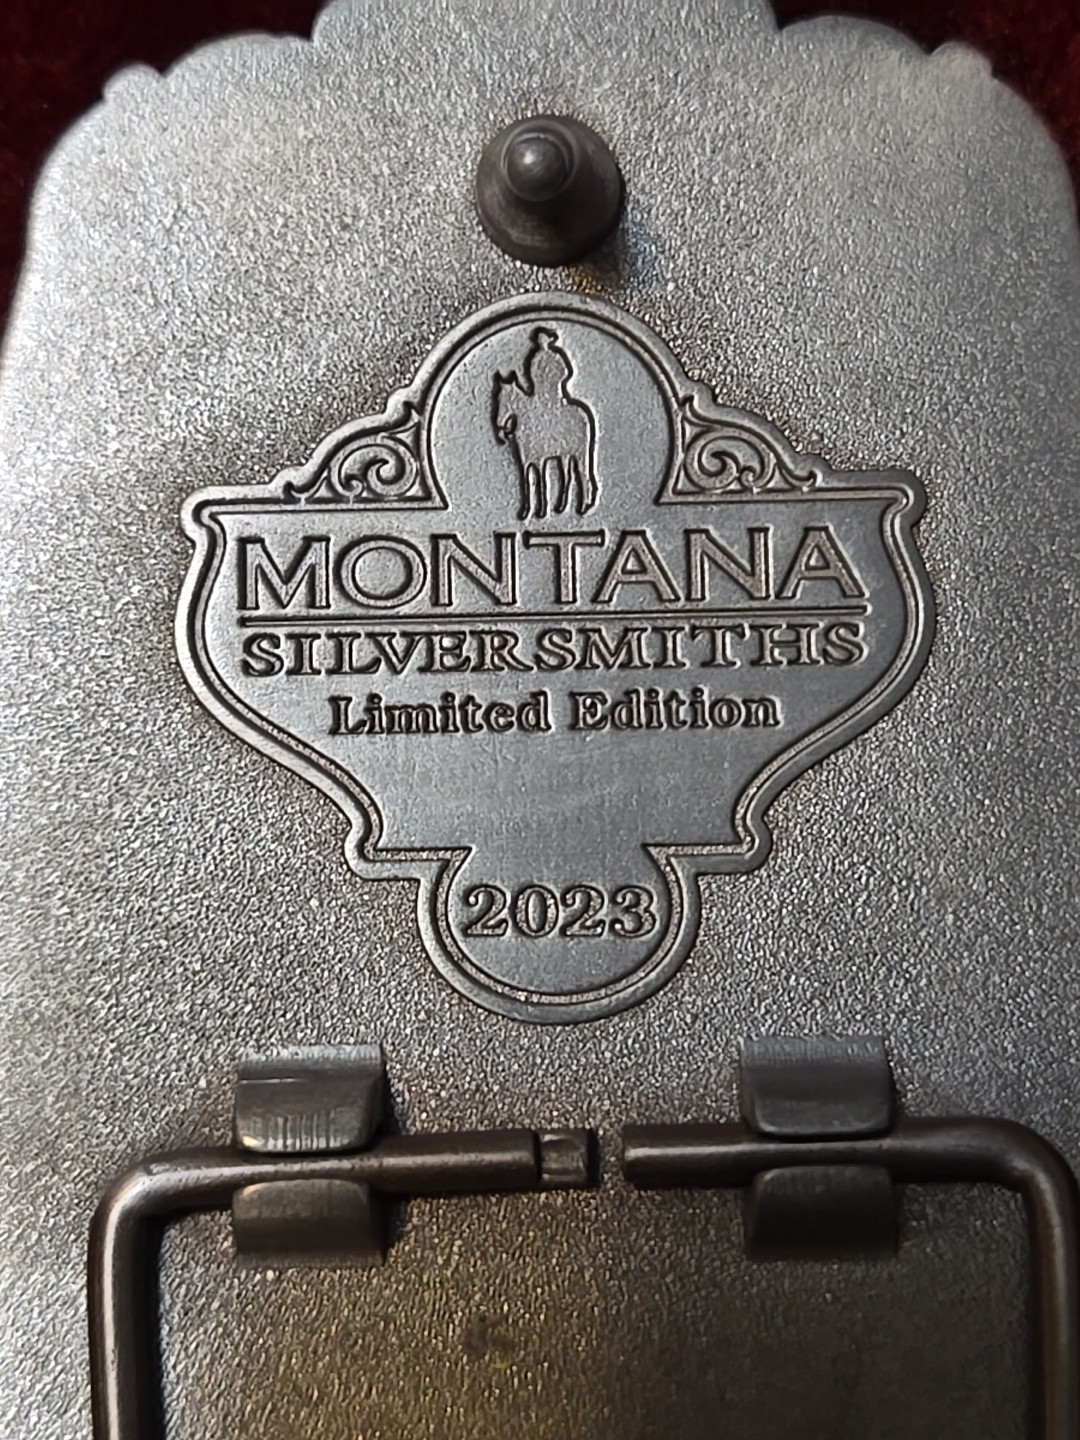 MONTANA
SILVERSMITHS
Limited Edition
2023